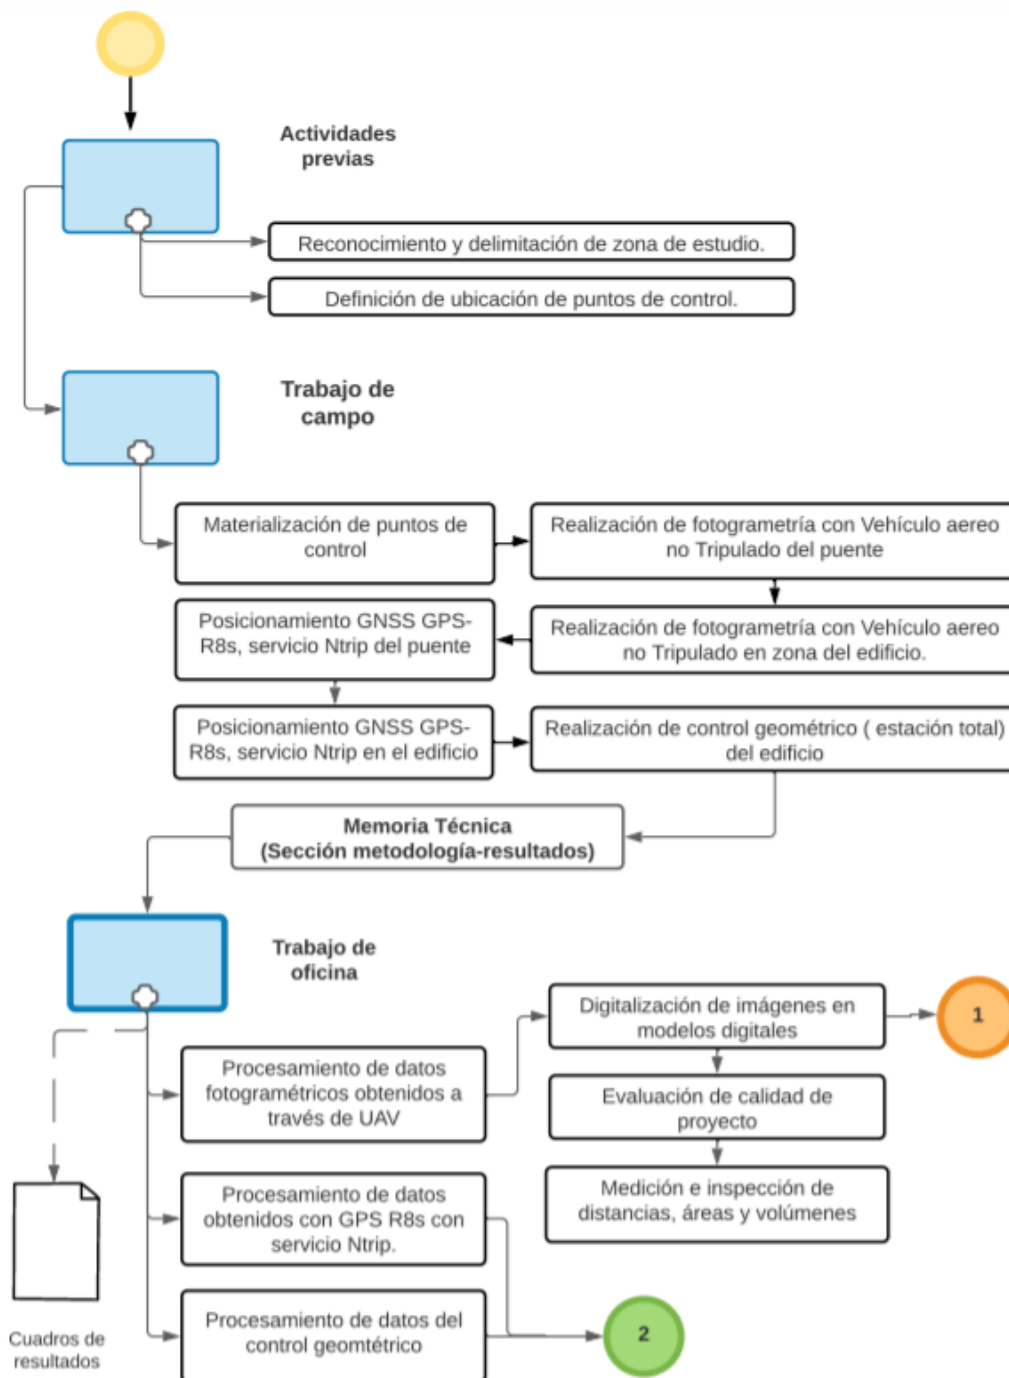 Actividades
previas
Reconocimiento y delimitación de zona de estudio.
Definición de ubicación de puntos de control.
Trabajo de
campo
Materialización de puntos de
control
Realización de fotogrametría con Vehículo aereo
no Tripulado del puente
Posicionamiento GNSS GPS-
R8s, servicio Ntrip del puente
Realización de fotogrametría con Vehículo aereo
no Tripulado en zona del edificio.
Posicionamiento GNSS GPS-
R8s, servicio Ntrip en el edificio
Realización de control geométrico ( estación total)
del edificio
Memoria Técnica
(Sección metodología-resultados)
Trabajo de
oficina
Digitalización de imágenes en
modelos digitales
1
Procesamiento de datos
fotogramétricos obtenidos a
través de UAV
Evaluación de calidad de
proyecto
Procesamiento de datos
obtenidos con GPS R8s con
servicio Ntrip.
Medición e inspección de
distancias, áreas y volúmenes
Procesamiento de datos del
control geomtétrico
2
Cuadros de
resultados